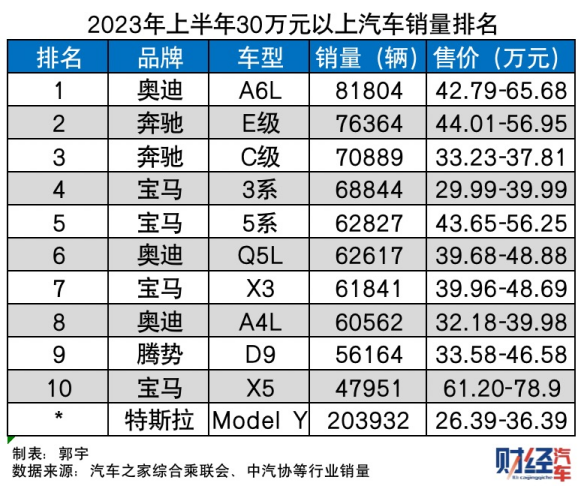 2023年上半年30万元以上汽车销量排名
排名 品牌 车型 销量（辆） 售价（万元）
1 奥迪 A6L 81804 42.79-65.68
2 奔驰 E级 76364 44.01-56.95
3 奔驰 C级 70889 33.23-37.81
4 宝马 3系 68844 29.99-39.99
5 宝马 5系 62827 43.65-56.25
6 奥迪 Q5L 62617 39.68-48.88
7 宝马 X3 61841 39.96-48.69
8 奥迪 A4L 60562 32.18-39.98
9 腾势 D9 56164 33.58-46.58
10 宝马 X5 47951 61.20-78.9
* 特斯拉 Model Y 203932 26.39-36.39
制表：郭宇
数据来源：汽车之家综合乘联会、中汽协等行业销量
财经汽车